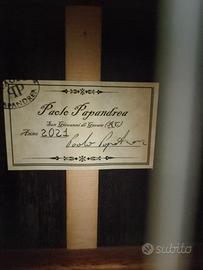 Paolo Papandrea
San Giovanni di Gerace (RC)
Anno 2021
subito